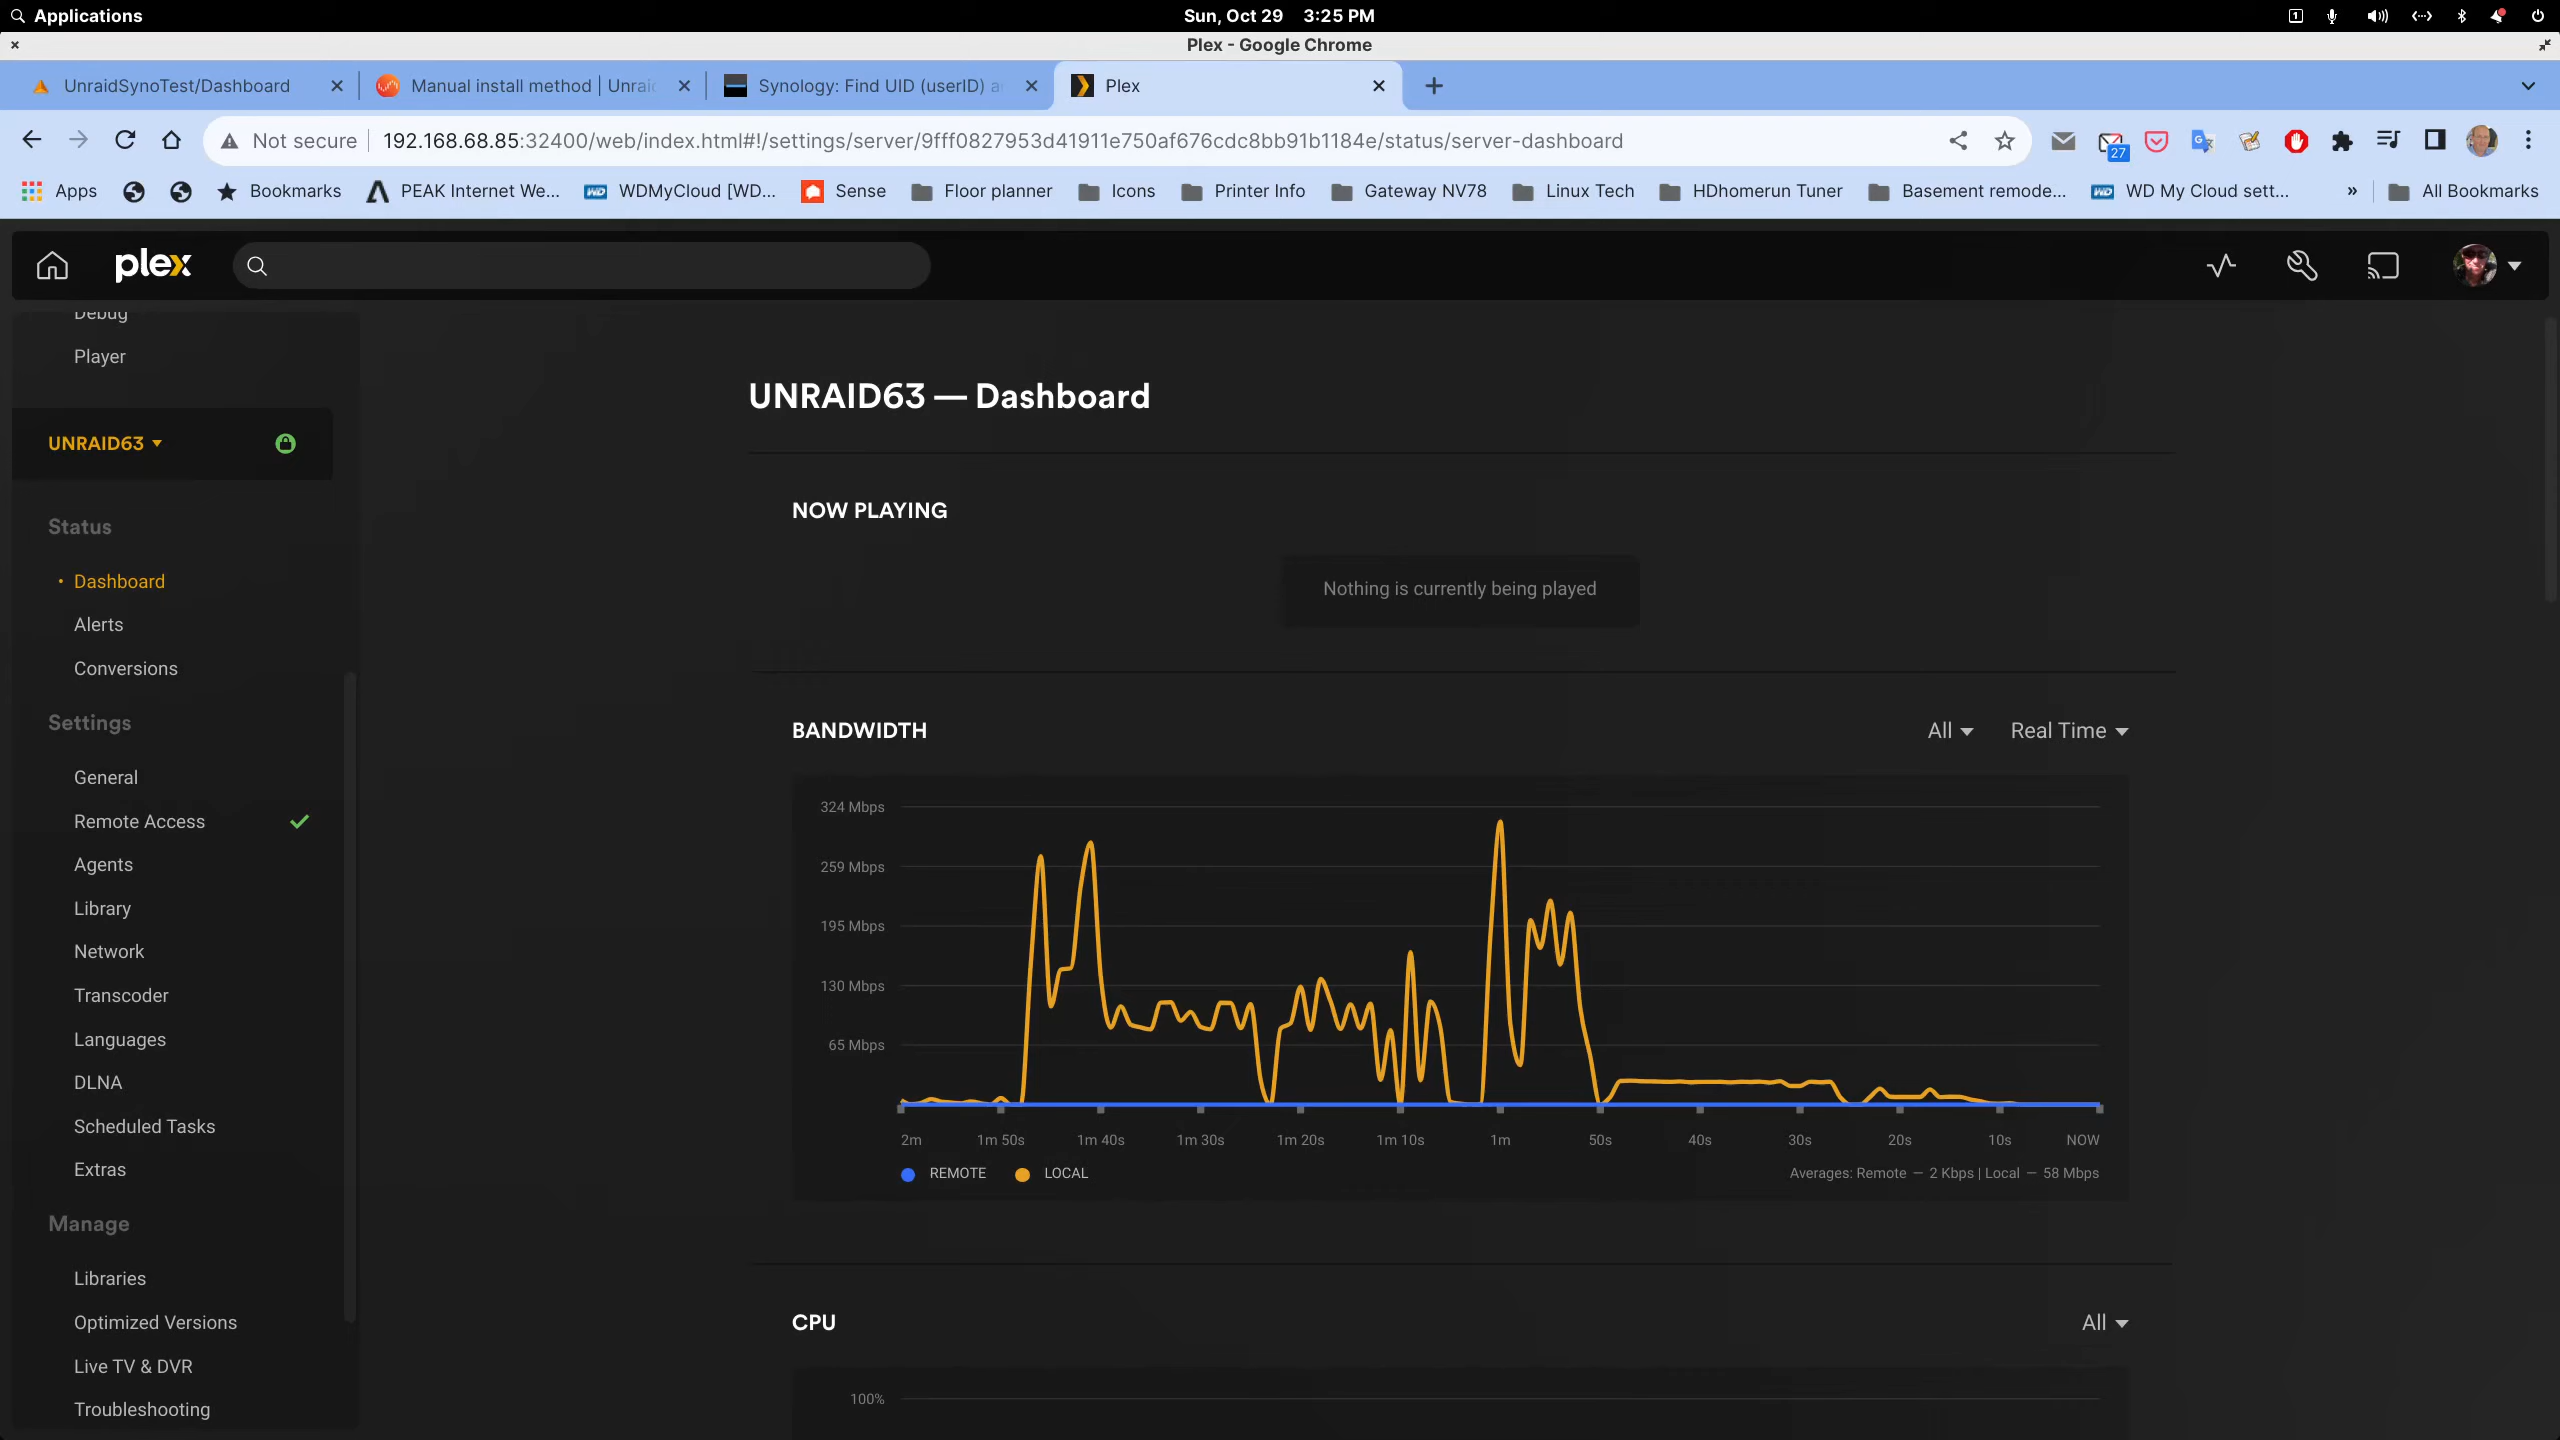 Applications
Sun, Oct 29 3:25 PM
1
Plex - Google Chrome
UnraidSynoTest/Dashboard
Manual install method | Unraid
Synology: Find UID (userID) a
Plex
Not secure
192.168.68.85:32400/web/index.html#!/settings/server/9fff0827953d41911e750af676cdc8bb91b1184e/status/server-dashboard
27
Apps
Bookmarks
PEAK Internet We...
WDMyCloud [WD...
Sense
Floor planner
Icons
Printer Info
Gateway NV78
Linux Tech
HDhomerun Tuner
Basement remode...
WD My Cloud sett...
»
All Bookmarks
plex
Debug
Player
UNRAID63
Status
Dashboard
Alerts
Conversions
Settings
General
Remote Access
Agents
Library
Network
Transcoder
Languages
DLNA
Scheduled Tasks
Extras
Manage
Libraries
Optimized Versions
Live TV & DVR
Troubleshooting
UNRAID63 — Dashboard
NOW PLAYING
Nothing is currently being played
BANDWIDTH
All
Real Time
324 Mbps
259 Mbps
195 Mbps
130 Mbps
65 Mbps
2m 1m 50s 1m 40s 1m 30s 1m 20s 1m 10s 1m 50s 40s 30s 20s 10s NOW
REMOTE LOCAL
Averages: Remote — 2 Kbps | Local — 58 Mbps
CPU
All
100%